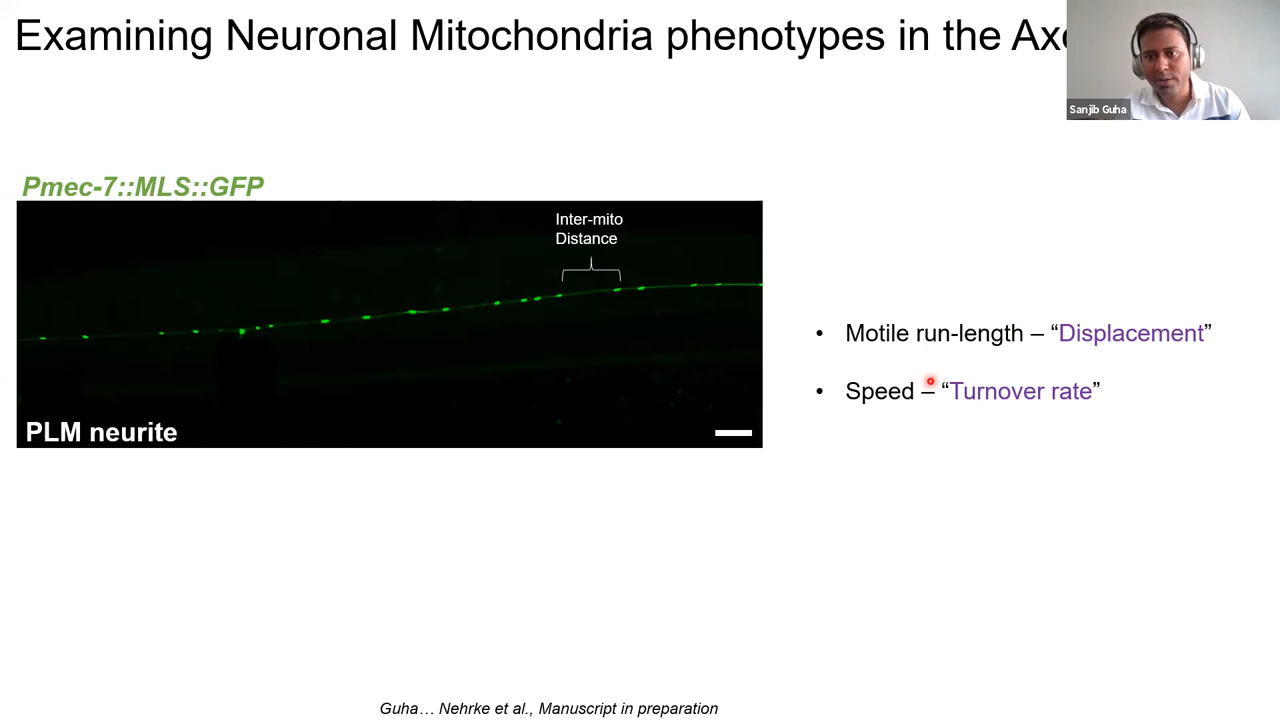 Examining Neuronal Mitochondria phenotypes in the Axo
Sanjib Guha
Pmec-7::MLS::GFP
Inter-mito
Distance
PLM neurite
• Motile run-length – “Displacement”
• Speed – “Turnover rate”
Guha… Nehrke et al., Manuscript in preparation